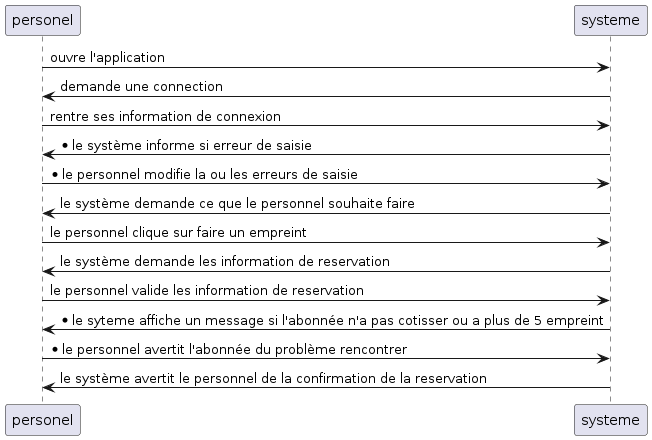 personel
systeme
ouvre l'application
demande une connection
rentre ses information de connexion
• le système informe si erreur de saisie
• le personnel modifie la ou les erreurs de saisie
le système demande ce que le personnel souhaite faire
le personnel clique sur faire un empreint
le système demande les information de reservation
le personnel valide les information de reservation
• le syteme affiche un message si l'abonnée n'a pas cotisser ou a plus de 5 empreint
• le personnel avertit l'abonnée du problème rencontrer
le système avertit le personnel de la confirmation de la reservation
personel
systeme